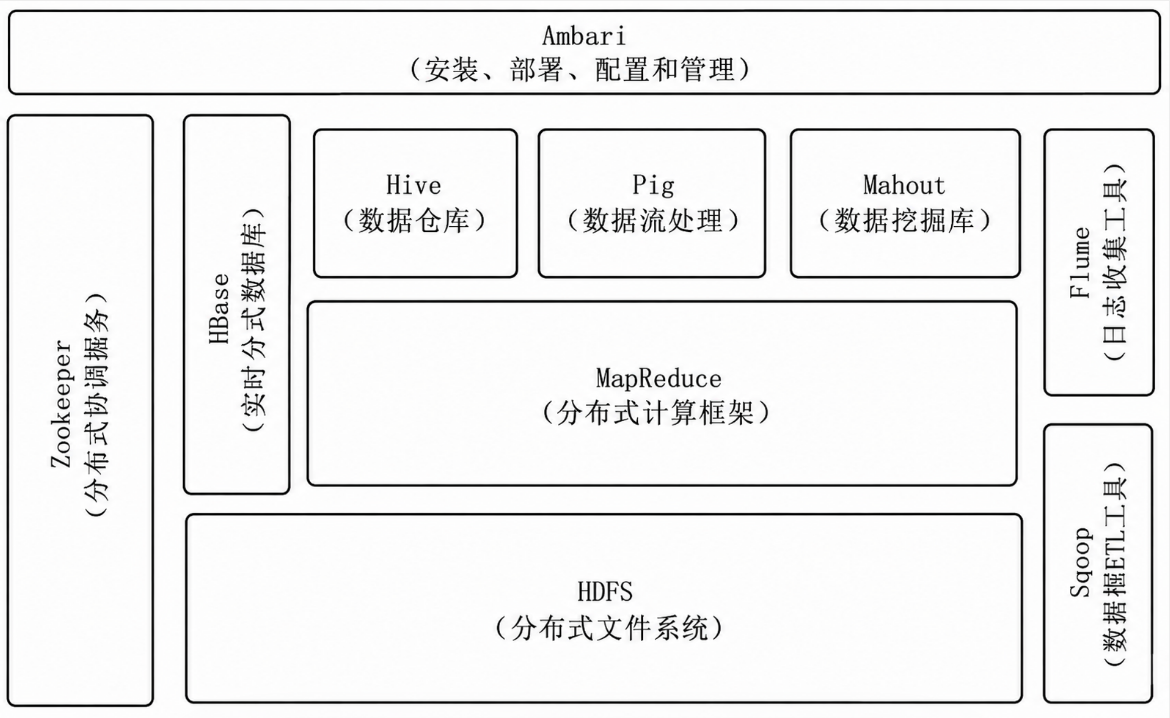 Ambari
(安装、部署、配置和管理)
Zookeeper
(分布式协调掘务)
HBase
(实时分式数据库)
Hive
(数据仓库)
Pig
(数据流处理)
Mahout
(数据挖掘库)
Flume
(日志收集工具)
MapReduce
(分布式计算框架)
HDFS
(分布式文件系统)
Sqoop
(数据框ETL工具)